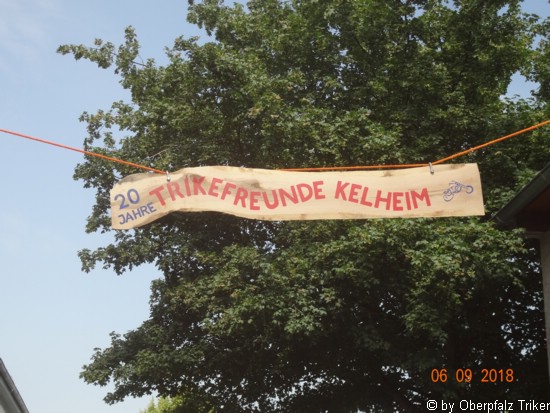 20
JAHRE TRIKEFREUNDE KELHEIM
06 09 2018
© by Oberpfalz Triker